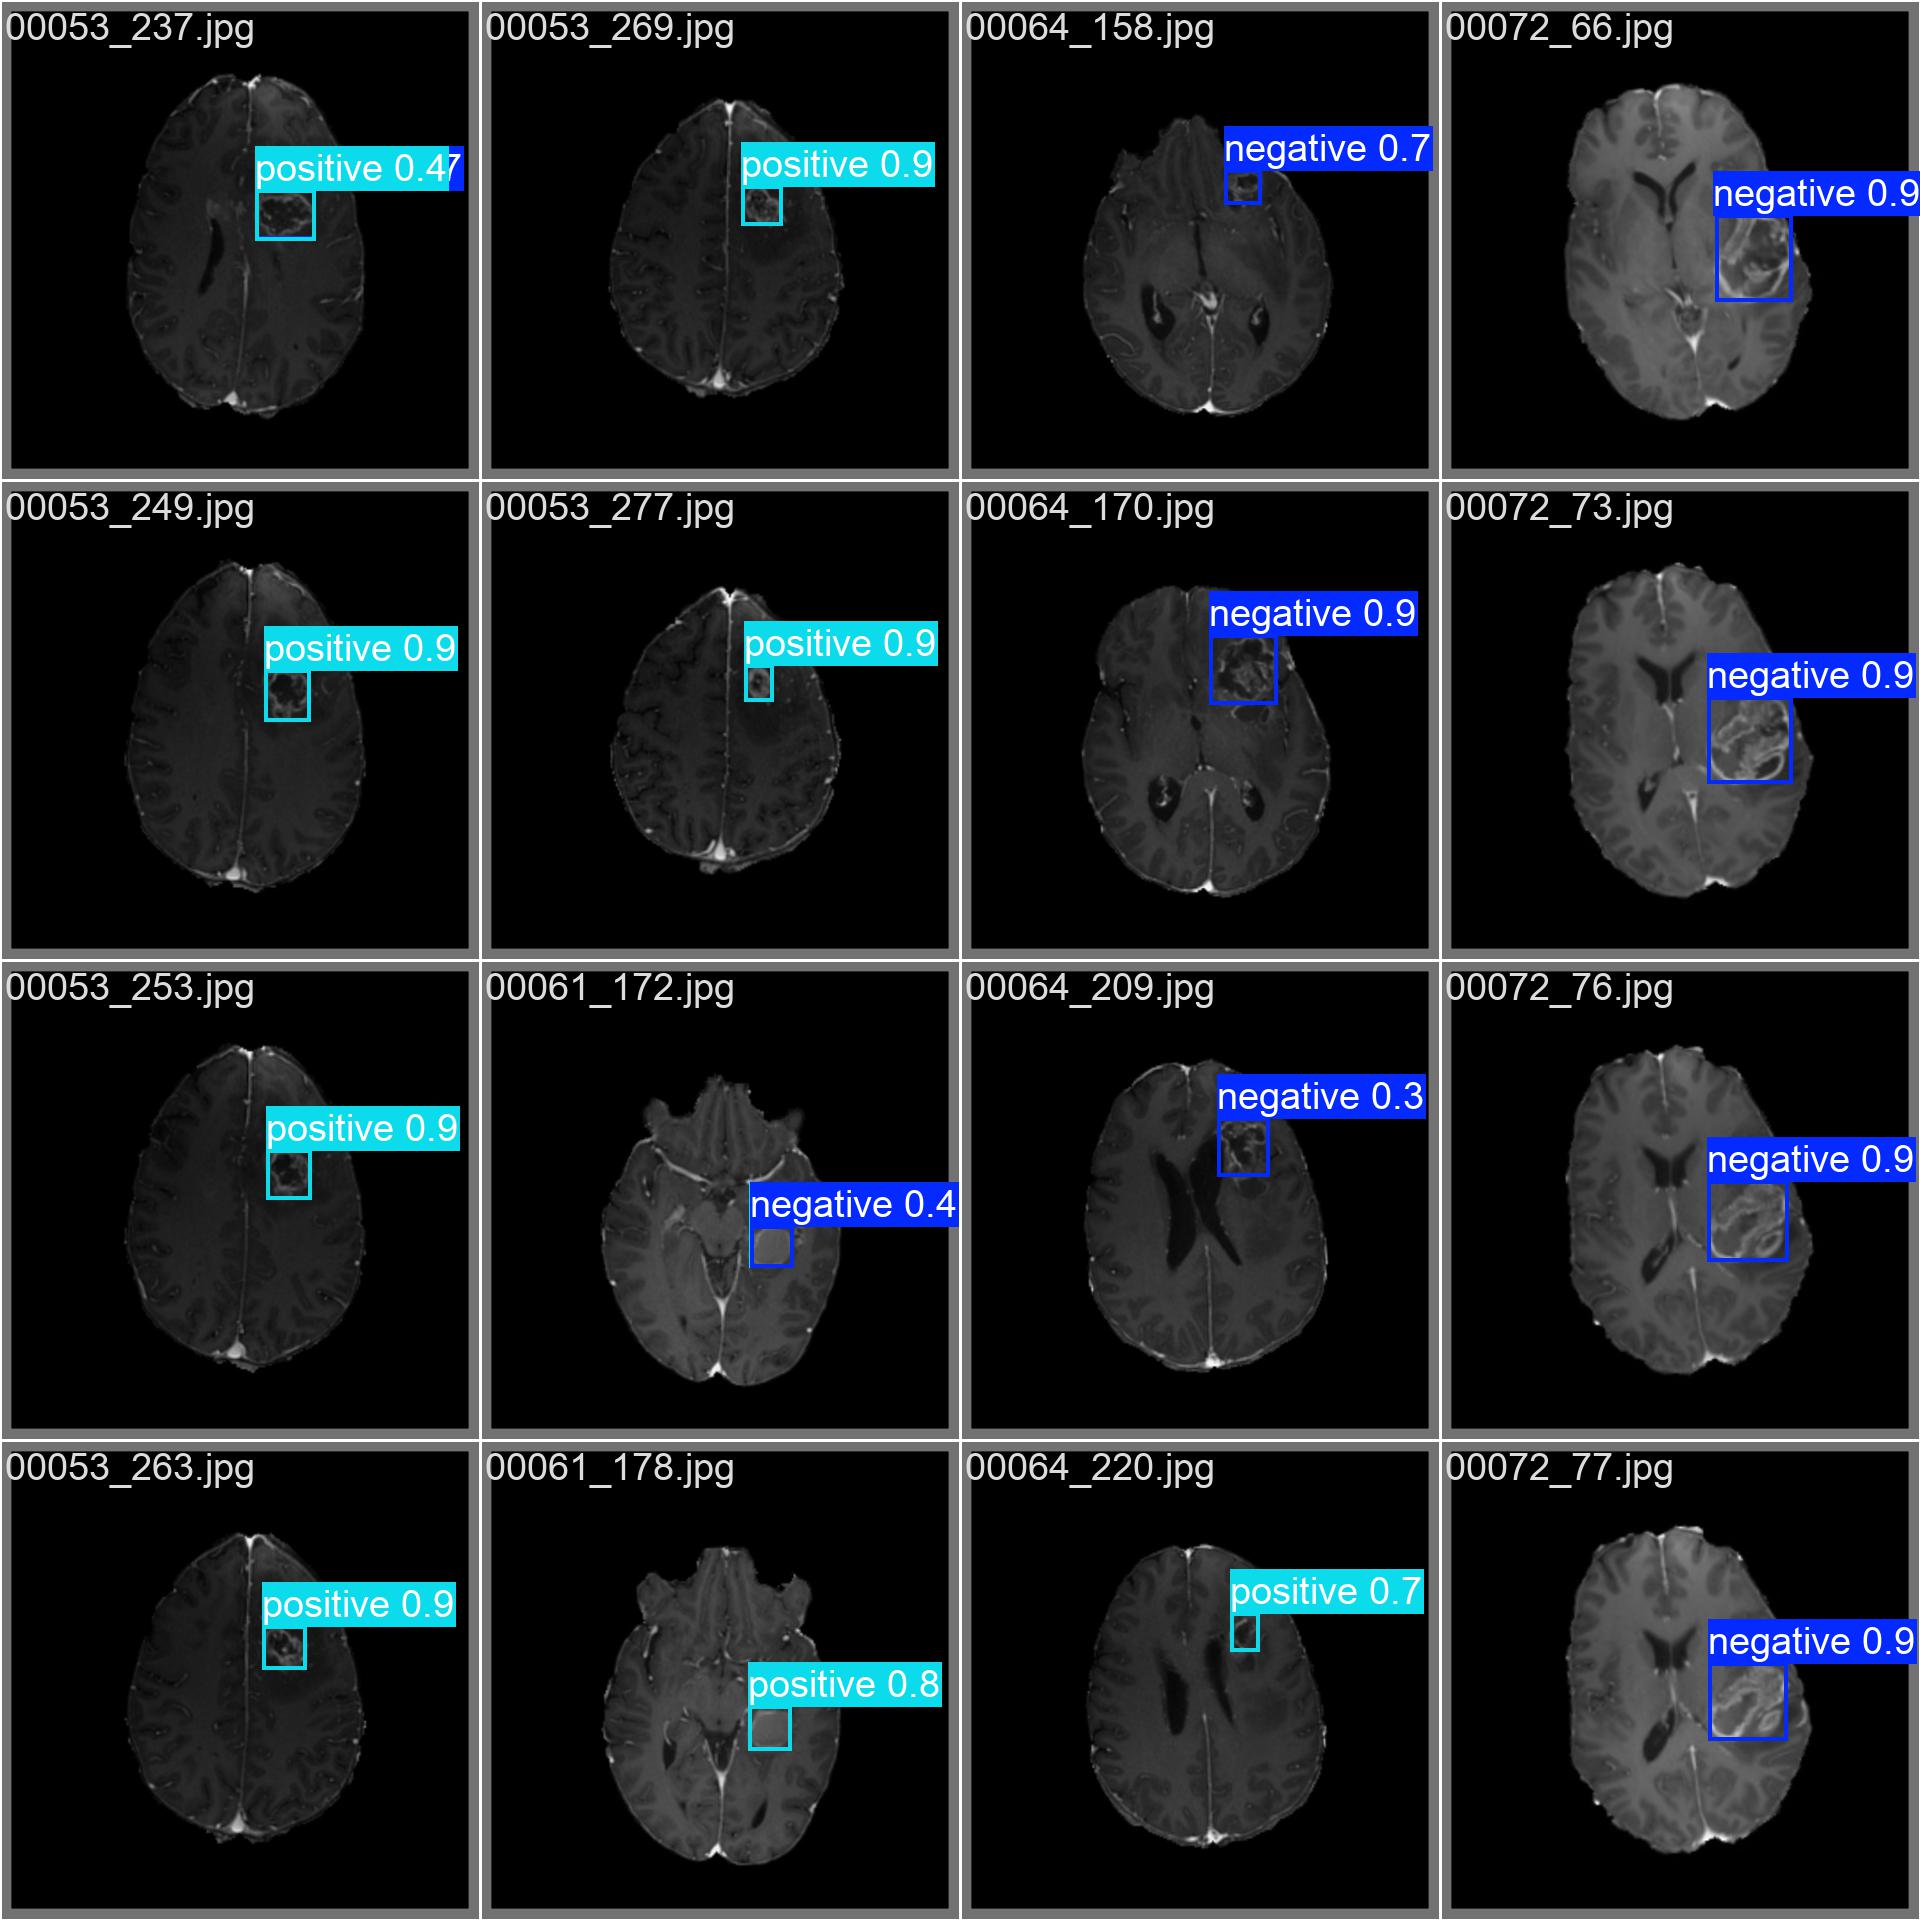 00053_237.jpg
positive 0.47
00053_269.jpg
positive 0.9
00064_158.jpg
negative 0.7
00072_66.jpg
negative 0.9
00053_249.jpg
positive 0.9
00053_277.jpg
positive 0.9
00064_170.jpg
negative 0.9
00072_73.jpg
negative 0.9
00053_253.jpg
positive 0.9
00061_172.jpg
negative 0.4
00064_209.jpg
negative 0.3
00072_76.jpg
negative 0.9
00053_263.jpg
positive 0.9
00061_178.jpg
positive 0.8
00064_220.jpg
positive 0.7
00072_77.jpg
negative 0.9